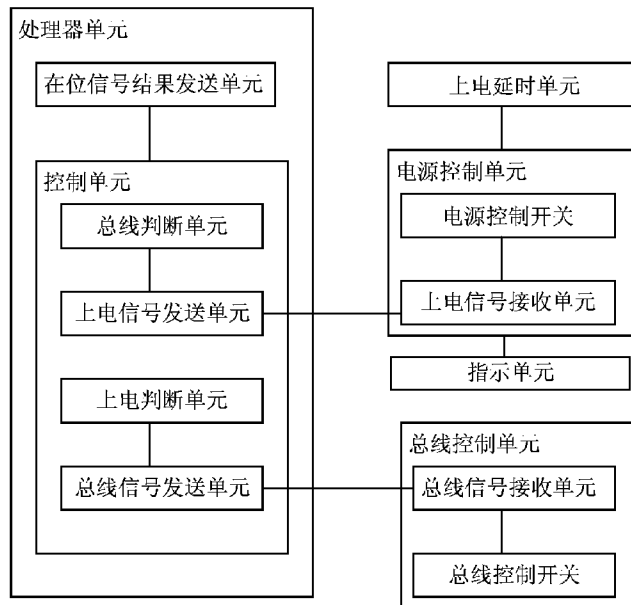 处理器单元
在位信号结果发送单元
控制单元
总线判断单元
上电信号发送单元
上电判断单元
总线信号发送单元
上电延时单元
电源控制单元
电源控制开关
上电信号接收单元
指示单元
总线控制单元
总线信号接收单元
总线控制开关